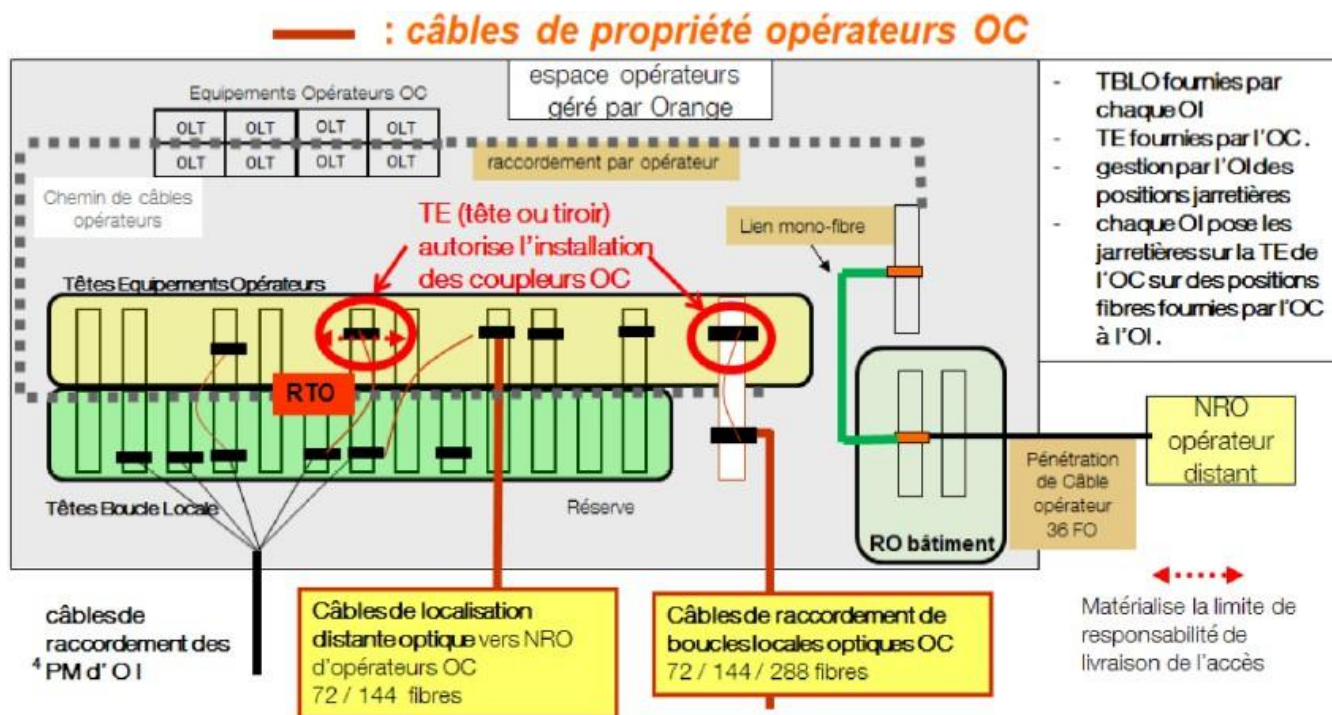 : câbles de propriété opérateurs OC
espace opérateurs
géré par Orange
Equipements Opérateurs OC
OLT OLT OLT OLT
OLT OLT OLT OLT
raccordement par opérateur
Chemin de câbles
opérateurs
TE (tête ou tiroir)
autorise l'installation
des coupleurs OC
Lien mono-fibre
Têtes Equipements Opérateurs
RTO
Têtes Boucle Locale
Réserve
RO bâtiment
- TBLO fournies par
chaque OI
- TE fournies par l'OC.
- gestion par l'OI des
positions jarretières
- chaque OI pose les
jarretières sur la TE de
l'OC sur des positions
fibres fournies par l'OC
à l'OI.
NRO
opérateur
distant
Pénétration
de Câble
opérateur
36 FO
câbles de
raccordement des
4 PM d' OI
Câbles de localisation
distante optique vers NRO
d'opérateurs OC
72 / 144 fibres
Câbles de raccordement de
boucles locales optiques OC
72 / 144 / 288 fibres
Matérialise la limite de
responsabilité de
livraison de l'accès